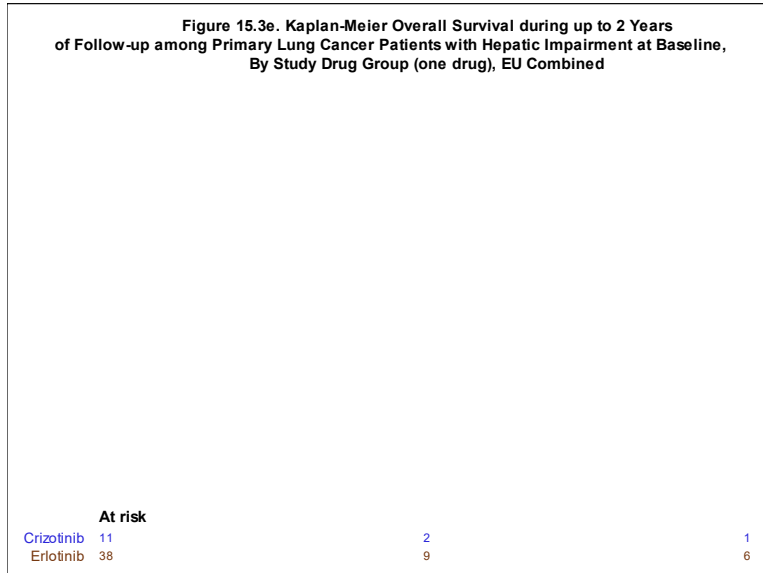 Figure 15.3e. Kaplan-Meier Overall Survival during up to 2 Years
of Follow-up among Primary Lung Cancer Patients with Hepatic Impairment at Baseline,
By Study Drug Group (one drug), EU Combined
At risk
Crizotinib 11 2 1
Erlotinib 38 9 6